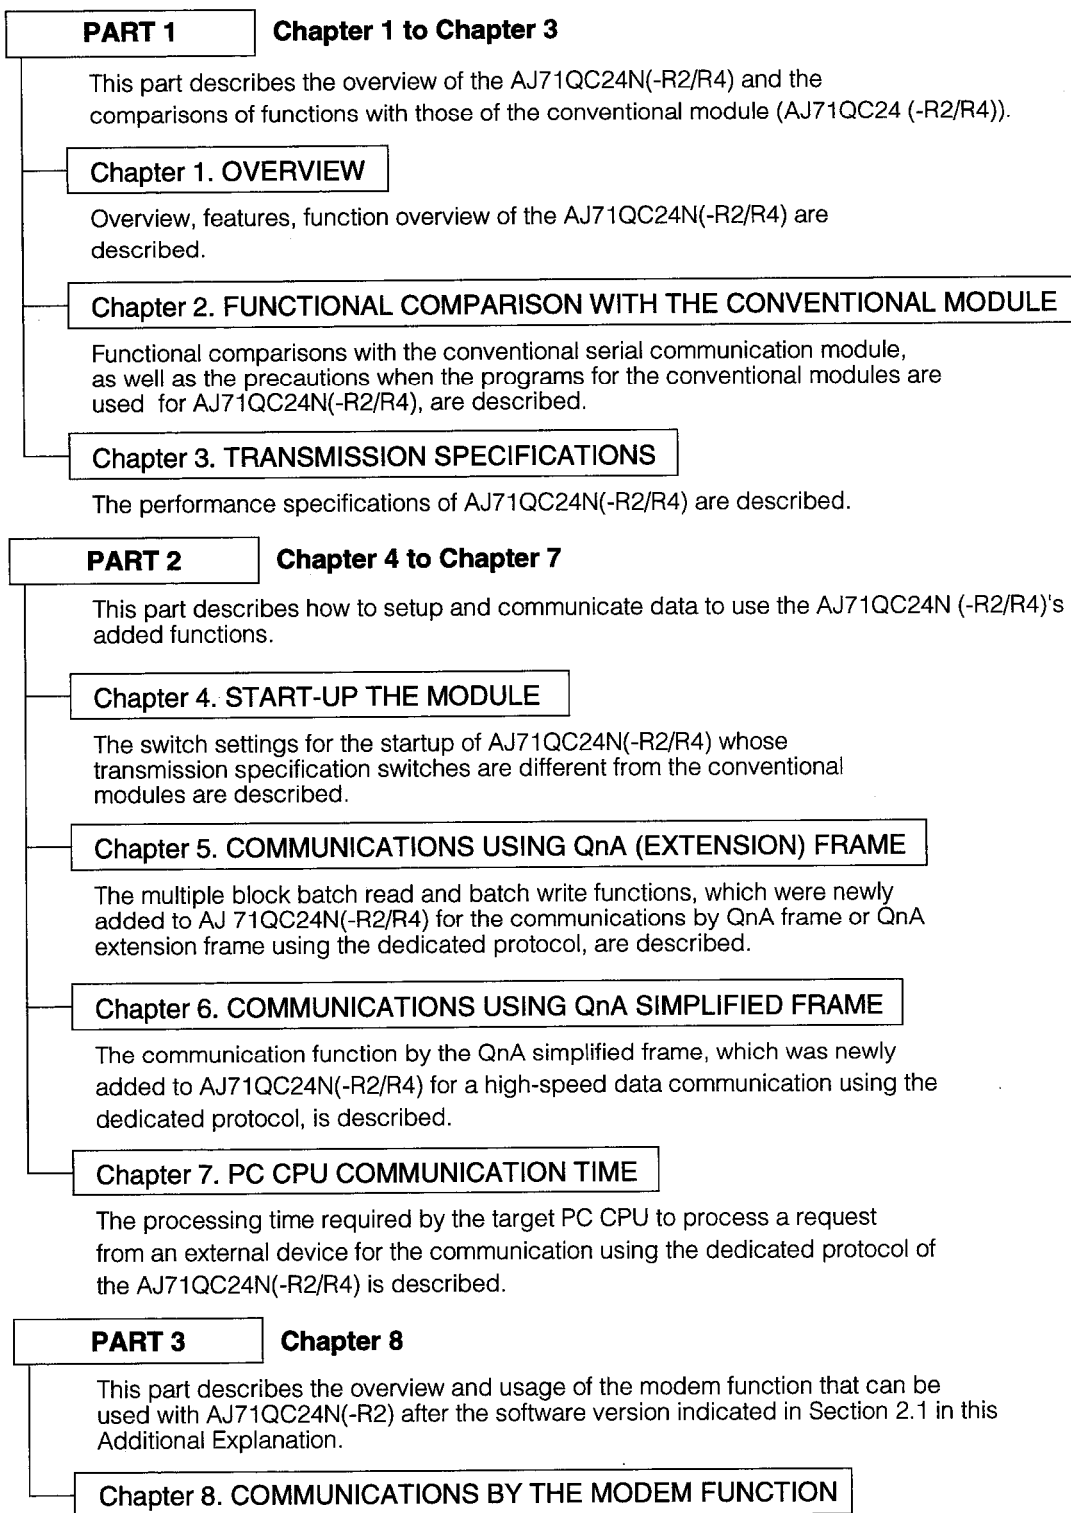 PART 1 Chapter 1 to Chapter 3
This part describes the overview of the AJ71QC24N(-R2/R4) and the
comparisons of functions with those of the conventional module (AJ71QC24 (-R2/R4)).
Chapter 1. OVERVIEW
Overview, features, function overview of the AJ71QC24N(-R2/R4) are
described.
Chapter 2. FUNCTIONAL COMPARISON WITH THE CONVENTIONAL MODULE
Functional comparisons with the conventional serial communication module,
as well as the precautions when the programs for the conventional modules are
used for AJ71QC24N(-R2/R4), are described.
Chapter 3. TRANSMISSION SPECIFICATIONS
The performance specifications of AJ71QC24N(-R2/R4) are described.
PART 2 Chapter 4 to Chapter 7
This part describes how to setup and communicate data to use the AJ71QC24N (-R2/R4)'s
added functions.
Chapter 4. START-UP THE MODULE
The switch settings for the startup of AJ71QC24N(-R2/R4) whose
transmission specification switches are different from the conventional
modules are described.
Chapter 5. COMMUNICATIONS USING QnA (EXTENSION) FRAME
The multiple block batch read and batch write functions, which were newly
added to AJ 71QC24N(-R2/R4) for the communications by QnA frame or QnA
extension frame using the dedicated protocol, are described.
Chapter 6. COMMUNICATIONS USING QnA SIMPLIFIED FRAME
The communication function by the QnA simplified frame, which was newly
added to AJ71QC24N(-R2/R4) for a high-speed data communication using the
dedicated protocol, is described.
Chapter 7. PC CPU COMMUNICATION TIME
The processing time required by the target PC CPU to process a request
from an external device for the communication using the dedicated protocol of
the AJ71QC24N(-R2/R4) is described.
PART 3 Chapter 8
This part describes the overview and usage of the modem function that can be
used with AJ71QC24N(-R2) after the software version indicated in Section 2.1 in this
Additional Explanation.
Chapter 8. COMMUNICATIONS BY THE MODEM FUNCTION